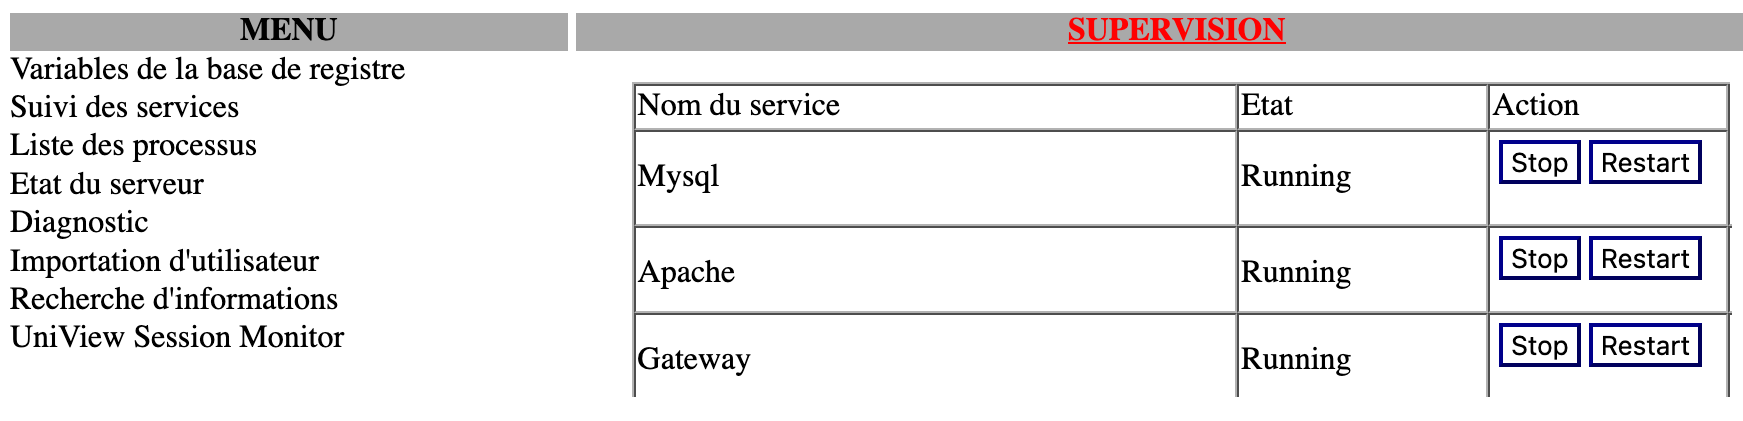 MENU
Variables de la base de registre
Suivi des services
Liste des processus
Etat du serveur
Diagnostic
Importation d'utilisateur
Recherche d'informations
UniView Session Monitor
SUPERVISION
Nom du service Etat Action
Mysql Running Stop Restart
Apache Running Stop Restart
Gateway Running Stop Restart